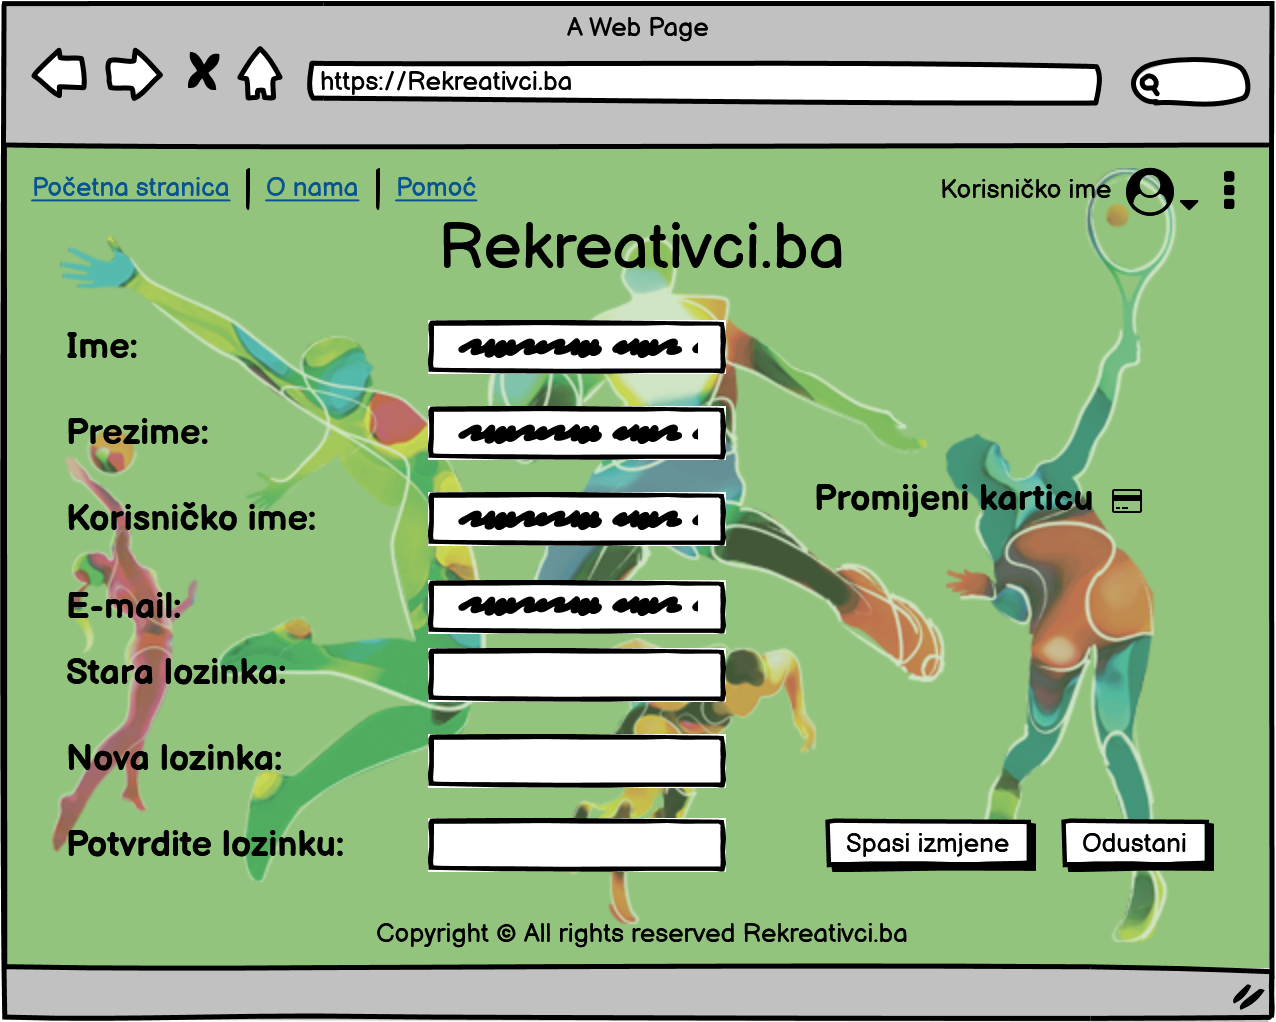 A Web Page
https://Rekreativci.ba
Početna stranica O nama Pomoć Korisničko ime
Rekreativci.ba
Ime:
Prezime:
Promijeni karticu
Korisničko ime:
E-mail:
Stara lozinka:
Nova lozinka:
Potvrdite lozinku:
Spasi izmjene Odustani
Copyright © All rights reserved Rekreativci.ba